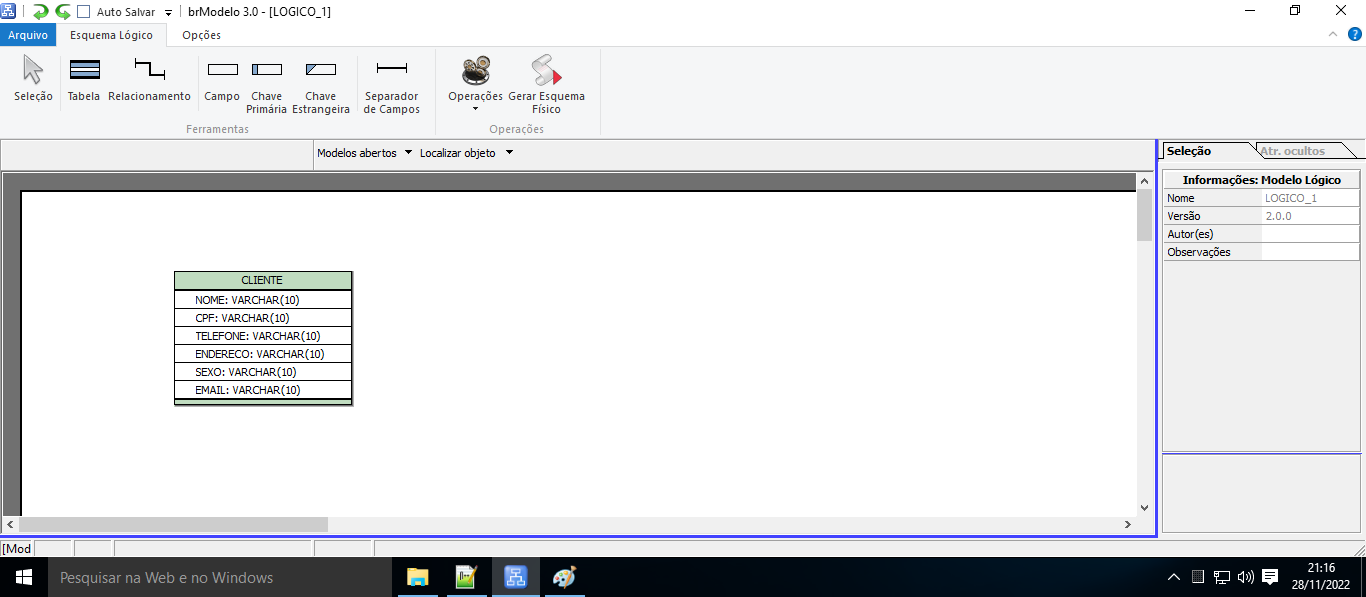 Auto Salvar brModelo 3.0 - [LOGICO_1]
Arquivo Esquema Lógico Opções
Seleção Tabela Relacionamento Campo Chave Primária Chave Estrangeira Separador de Campos Operações Gerar Esquema Físico
Ferramentas Operações
Modelos abertos Localizar objeto
Seleção Atr. ocultos
Informações: Modelo Lógico
Nome LOGICO_1
Versão 2.0.0
Autor(es)
Observações
CLIENTE
NOME: VARCHAR(10)
CPF: VARCHAR(10)
TELEFONE: VARCHAR(10)
ENDERECO: VARCHAR(10)
SEXO: VARCHAR(10)
EMAIL: VARCHAR(10)
[Mod
Pesquisar na Web e no Windows
21:16
28/11/2022